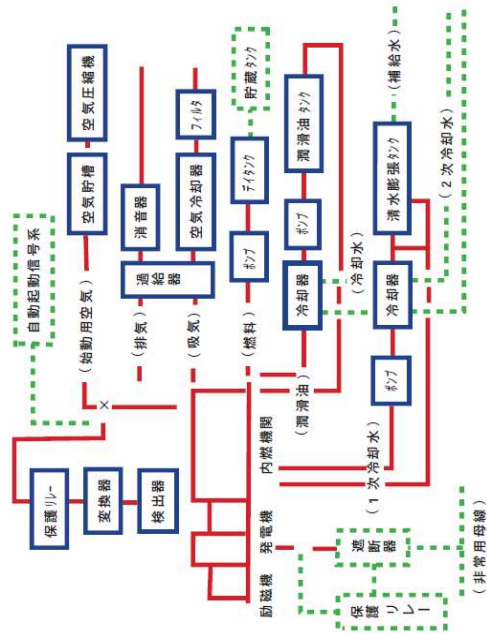 自動起動信号系
(始動用空気)
空気貯槽
空気圧縮機
(排気)
消音器
過給器
(吸気)
空気冷却器
フィルタ
(燃料)
ポンプ
デイタンク
貯蔵タンク
(潤滑油)
冷却器
ポンプ
潤滑油タンク
(冷却水)
ポンプ
冷却器
清水膨張タンク
(補給水)
(2次冷却水)
(1次冷却水)
保護リレー
変換器
検出器
×
励磁機
発電機
内燃機関
遮断器
保護
リレー
(非常用母線)